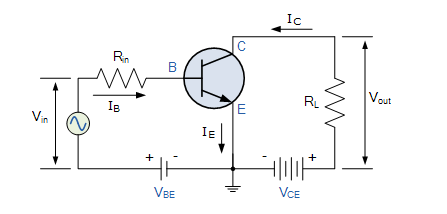 IC
C
Rin
B
IB
Vin
E
IE
RL
Vout
+ -
- +
VBE
VCE